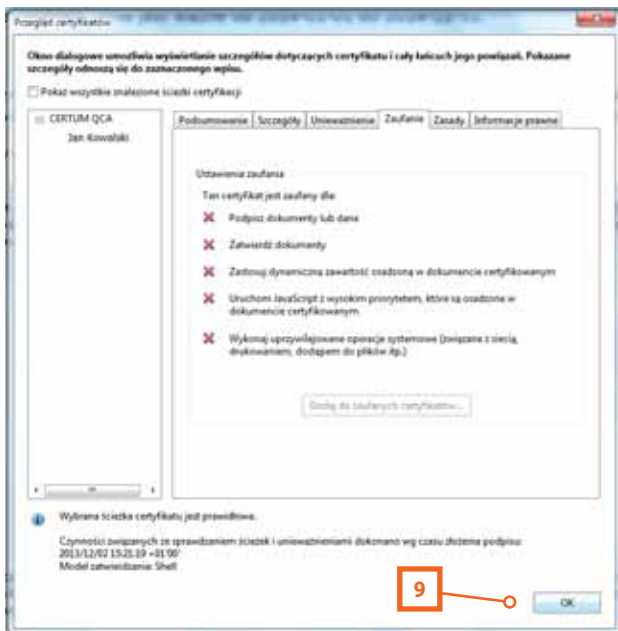 Przegląd certyfikatów
Okno dialogowe umożliwia wyświetlanie szczegółów dotyczących certyfikatu i cały łańcuch jego powiązań. Pokazane
szczegóły odnoszą się do zaznaczonego wpisu.
Pokaż wszystkie znalezione ścieżki certyfikacji
CERTUM QCA
Jan Kowalski
Podsumowanie Szczegóły Unieważnienie Zaufanie Zasady Informacje prawne
Ustawienia zaufania
Ten certyfikat jest zaufany dla:
Podpisz dokumenty lub dane
Zatwierdź dokumenty
Zastosuj dynamiczną zawartość osadzoną w dokumencie certyfikowanym
Uruchom JavaScript z wysokim priorytetem, które są osadzone w
dokumencie certyfikowanym.
Wykonaj uprzywilejowane operacje systemowe (związane z siecią,
drukowaniem, dostępem do plików itp.)
Dodaj do zaufanych certyfikatów...
Wybrana ścieżka certyfikatu jest prawidłowa.
Czynności związanych ze sprawdzaniem ścieżek i unieważnieniami dokonano wg czasu złożenia podpisu:
2013/12/02 15:21:19 +01'00'
Model zatwierdzania: Shell
9
OK